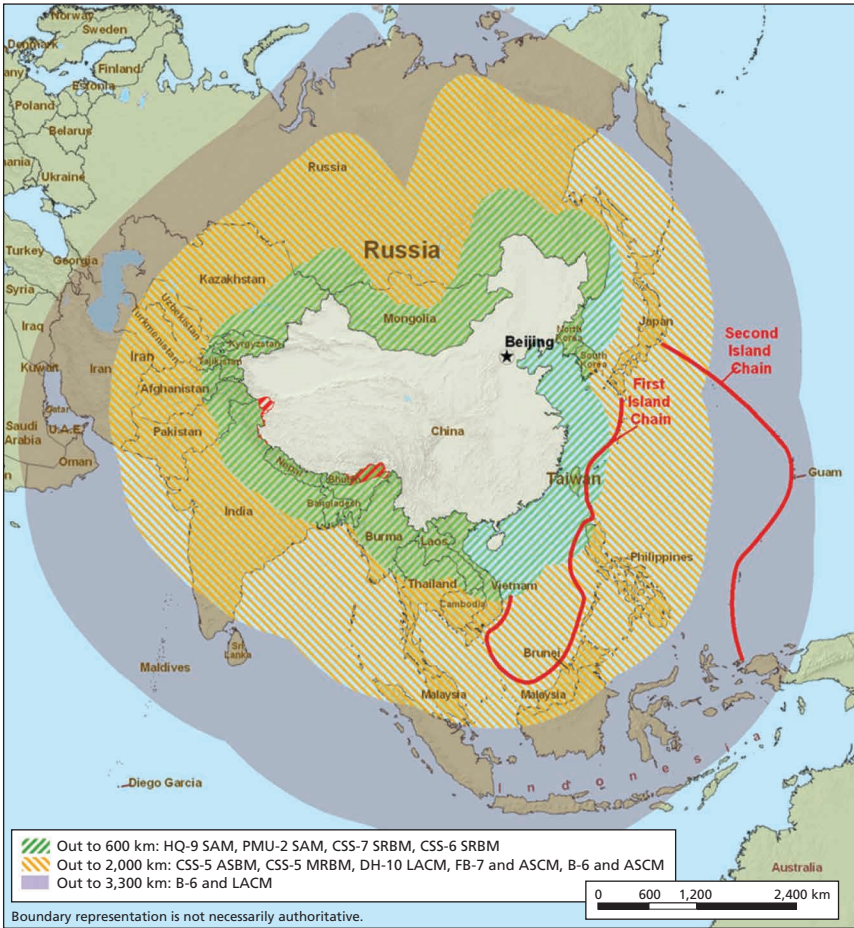 Norway
Sweden
Denmark
Finland
Estonia
Poland
Belarus
Ukraine
Russia
Russia
Turkey
Georgia
Syria
Iraq
Kuwait
Qatar
Saudi
Arabia
U.A.E.
Oman
Kazakhstan
Uzbekistan
Turkmenistan
Iran
Iran
Kyrgyzstan
Tajikistan
Afghanistan
Pakistan
Mongolia
Beijing
North
Korea
South
Korea
Japan
Second
Island
Chain
First
Island
Chain
China
Taiwan
Guam
Nepal
Bhutan
Bangladesh
India
Burma
Laos
Thailand
Vietnam
Cambodia
Philippines
Sri
Lanka
Maldives
Brunei
Malaysia
Malaysia
Indonesia
Diego Garcia
Australia
Out to 600 km: HQ-9 SAM, PMU-2 SAM, CSS-7 SRBM, CSS-6 SRBM
Out to 2,000 km: CSS-5 ASBM, CSS-5 MRBM, DH-10 LACM, FB-7 and ASCM, B-6 and ASCM
Out to 3,300 km: B-6 and LACM
0 600 1,200 2,400 km
Boundary representation is not necessarily authoritative.